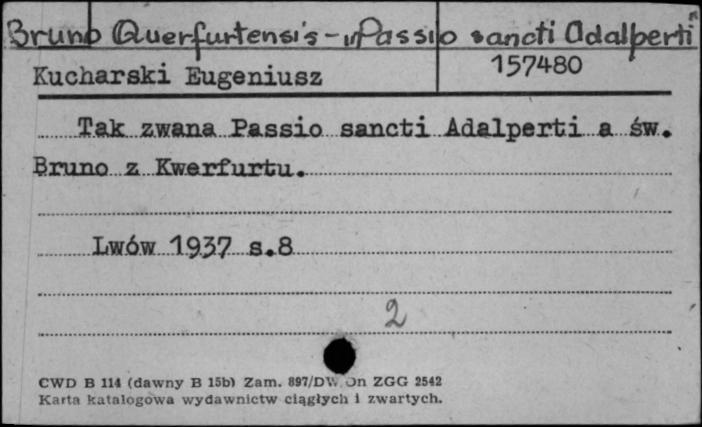 Bruno Querfurtensis - "Passio sancti Adalperti"
Kucharski Eugeniusz 157480
Tak zwana Passio sancti Adalperti a św.
Bruno z Kwerfurtu.
Lwów 1937 s.8
2
CWD B 114 (dawny B 15b) Zam. 897/DW. On ZGG 2542
Karta katalogowa wydawnictw ciągłych i zwartych.